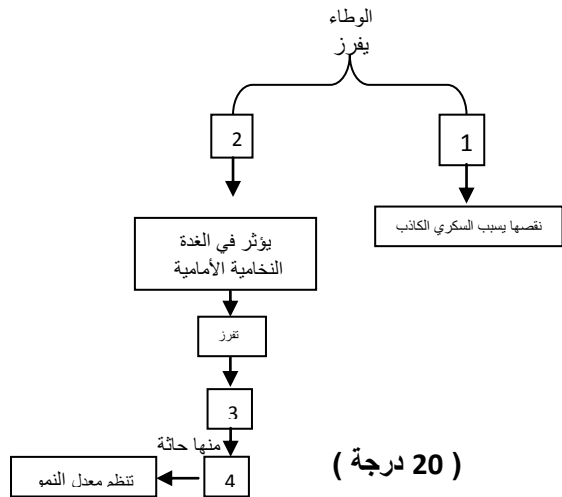 الوطاء
يفرز
1
2
نقصها يسبب السكري الكاذب
يؤثر في الغدة
النخامية الأمامية
تفرز
3
منها حاثة
4
تنظم معدل النمو
( 20 درجة )